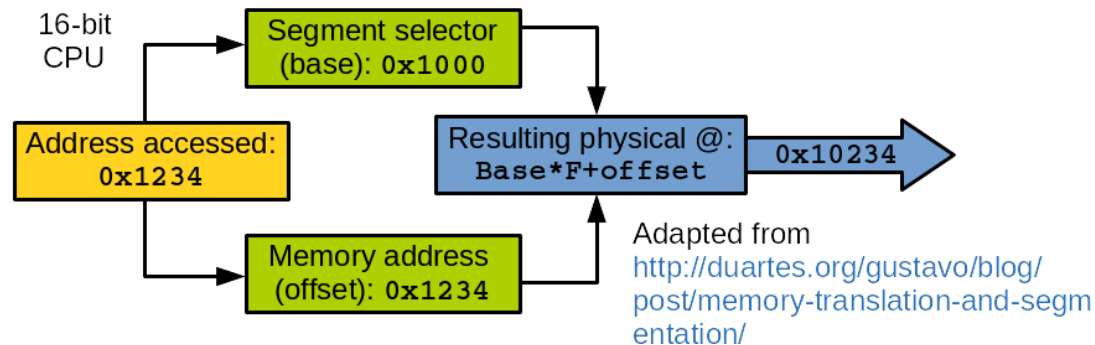 16-bit
CPU
Segment selector
(base): 0x1000
Address accessed:
0x1234
Resulting physical @:
Base*F+offset
0x10234
Memory address
(offset): 0x1234
Adapted from
http://duartes.org/gustavo/blog/
post/memory-translation-and-segm
entation/